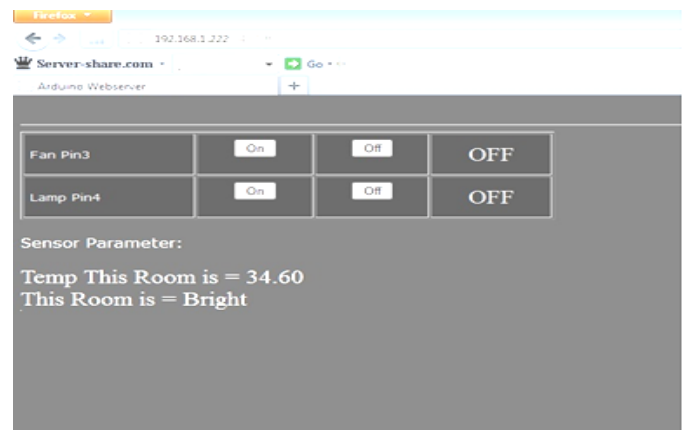 Firefox
192.168.1.222
Server-share.com
Go
Arduino Webserver
+
Fan Pin3 On Off OFF
Lamp Pin4 On Off OFF
Sensor Parameter:
Temp This Room is = 34.60
This Room is = Bright